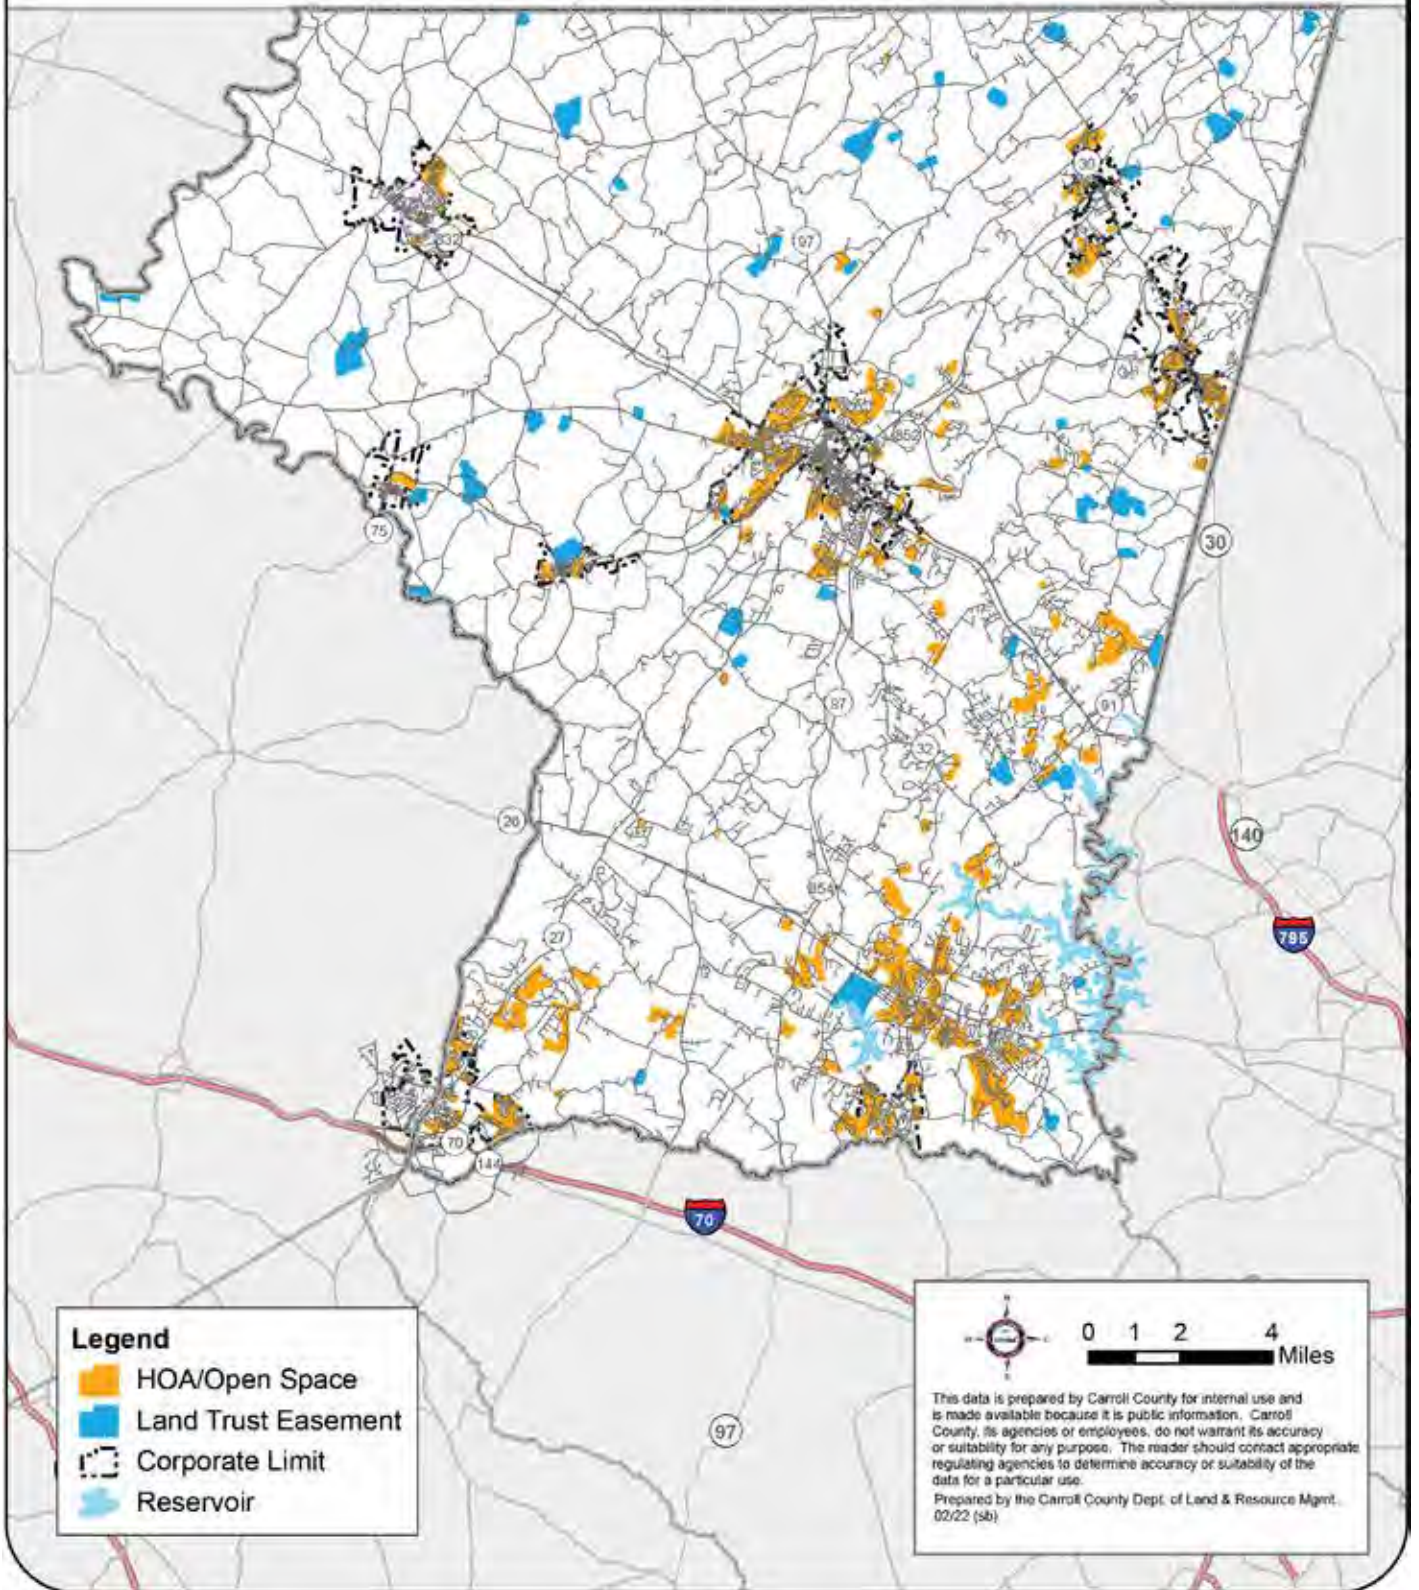 30
832
97
852
75
30
97
91
32
26
140
854
795
27
70
144
70
97
Legend
HOA/Open Space
Land Trust Easement
Corporate Limit
Reservoir
0 1 2 4
Miles
This data is prepared by Carroll County for internal use and
is made available because it is public information. Carroll
County, its agencies or employees, do not warrant its accuracy
or suitability for any purpose. The reader should contact appropriate
regulating agencies to determine accuracy or suitability of the
data for a particular use.
Prepared by the Carroll County Dept. of Land & Resource Mgmt.
02/22 (sb)